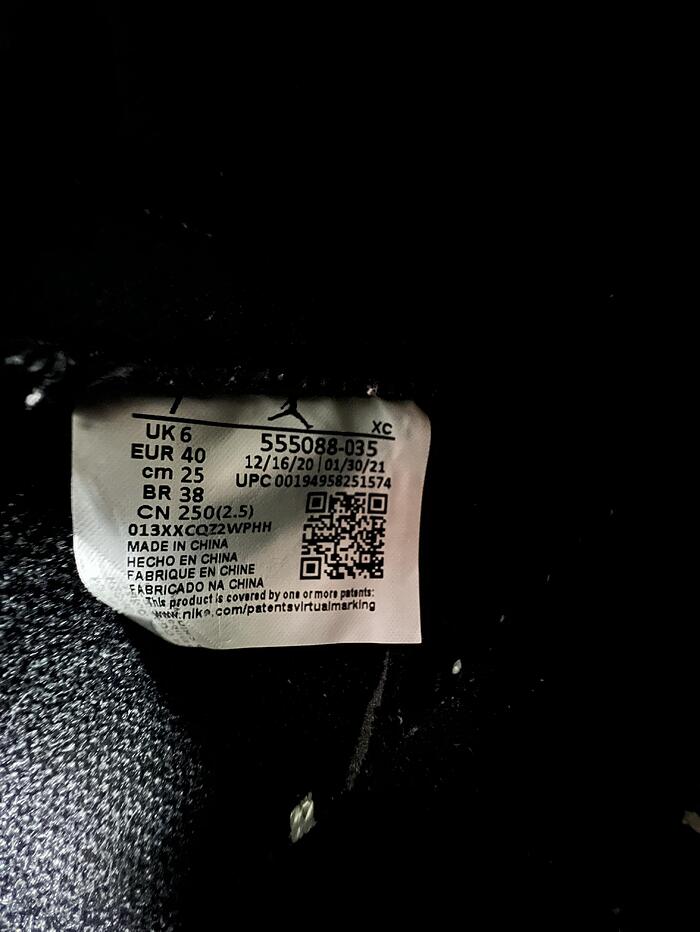 XC
UK 6
EUR 40
cm 25
BR 38
CN 250(2.5)
555088-035
12/16/20 | 01/30/21
UPC 00194958251574
013XXCQZ2WPHH
MADE IN CHINA
HECHO EN CHINA
FABRIQUE EN CHINE
FABRICADO NA CHINA
This product is covered by one or more patents:
www.nike.com/patentsvirtualmarking